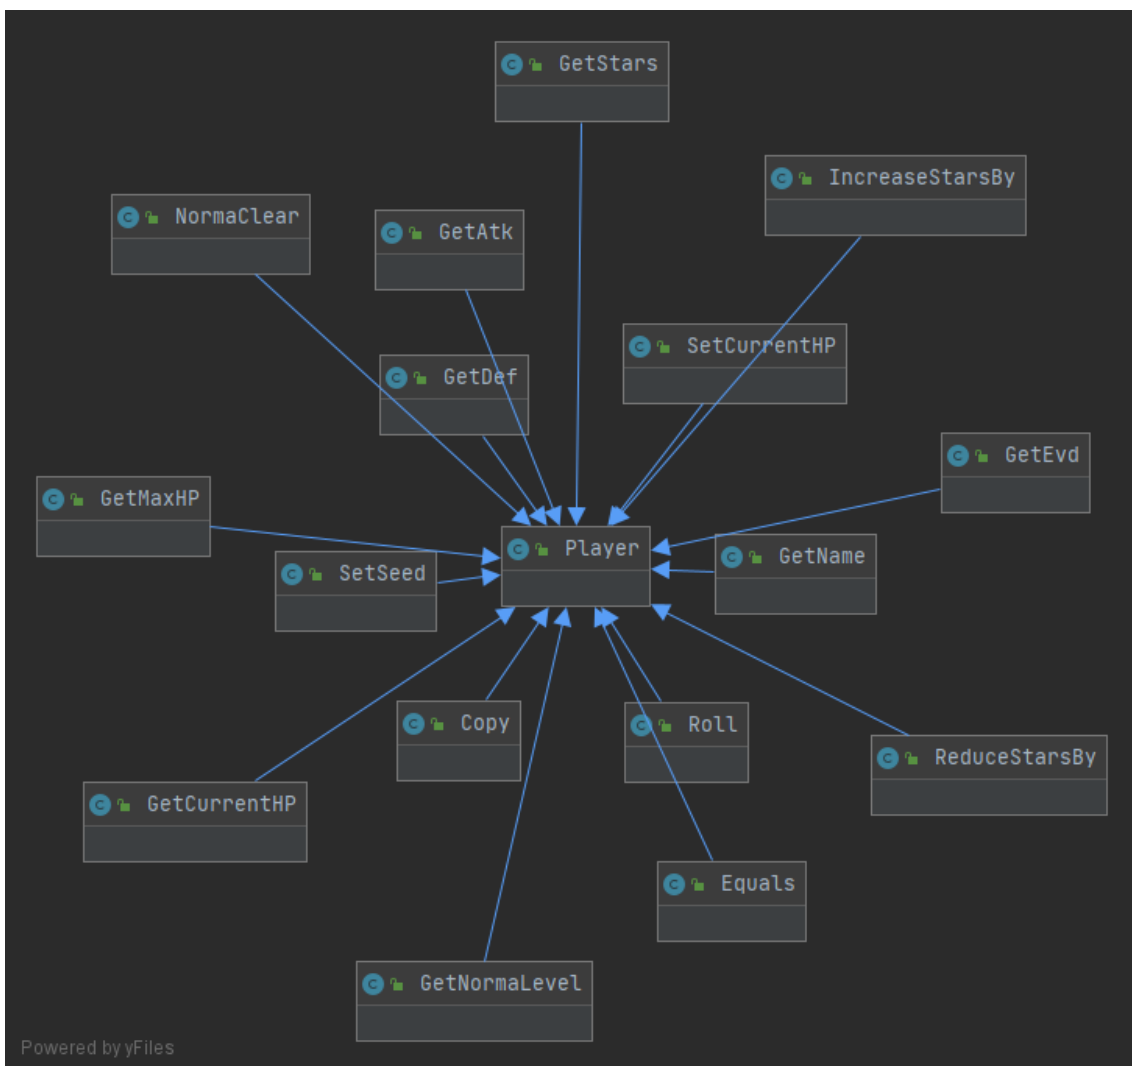 GetStars
IncreaseStarsBy
NormaClear
GetAtk
SetCurrentHP
GetDef
GetEvd
GetMaxHP
Player
GetName
SetSeed
Copy
Roll
ReduceStarsBy
GetCurrentHP
Equals
GetNormaLevel
Powered by yFiles